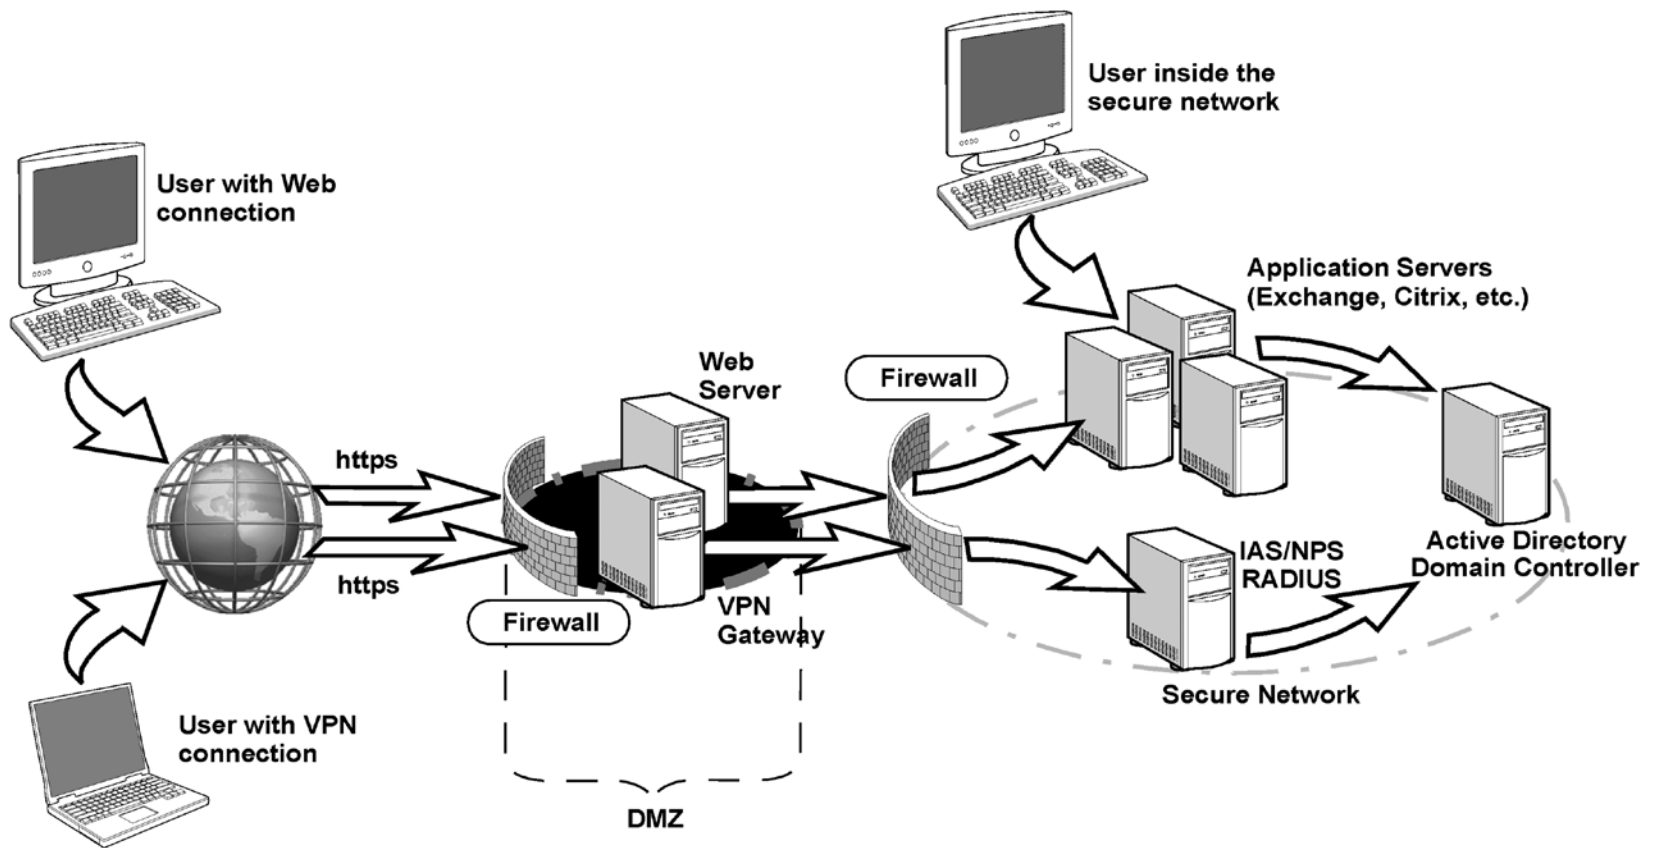 User inside the
secure network
User with Web
connection
Application Servers
(Exchange, Citrix, etc.)
Web
Server
Firewall
https
https
Firewall
VPN
Gateway
IAS/NPS
RADIUS
Active Directory
Domain Controller
Secure Network
User with VPN
connection
DMZ